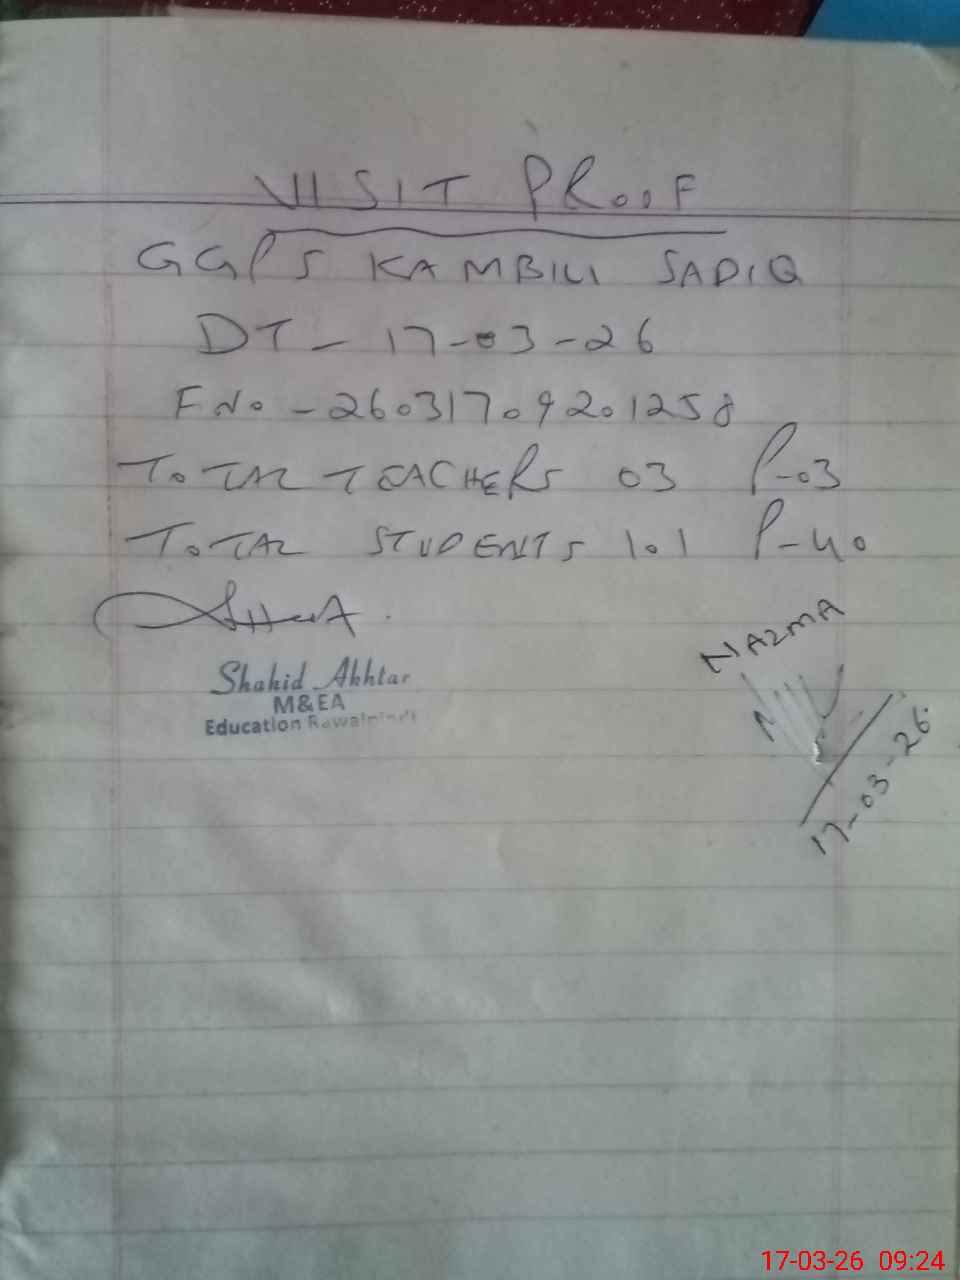 VISIT PROOF
GGPS KAMBILI SADIQ
DT - 17-03-26
F No - 26031709201258
TOTAL TEACHERS 03 P-03
TOTAL STUDENTS 101 P-40
Shahid Akhtar
M&EA
Education Rawalpindi
NAZMA
17-03-26
17-03-26 09:24